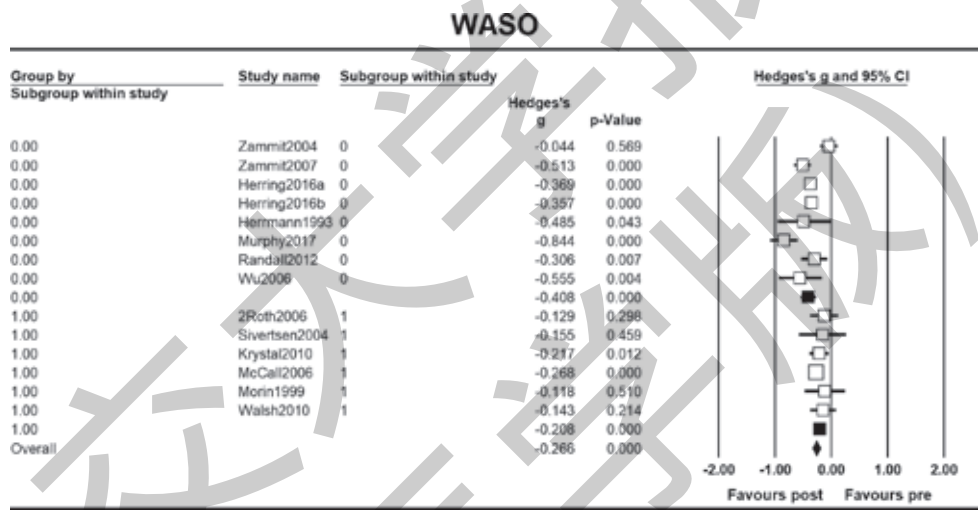 WASO
Group by Study name Subgroup within study Hedges's g and 95% CI
Subgroup within study
Hedges's
g p-Value
0.00 Zammit2004 0 -0.044 0.569
0.00 Zammit2007 0 -0.513 0.000
0.00 Herring2016a 0 -0.369 0.000
0.00 Herring2016b 0 -0.357 0.000
0.00 Herrmann1993 0 -0.485 0.043
0.00 Murphy2017 0 -0.844 0.000
0.00 Randall2012 0 -0.306 0.007
0.00 Wu2006 0 -0.555 0.004
0.00 -0.408 0.000
1.00 2Roth2006 1 -0.129 0.298
1.00 Sivertsen2004 1 -0.155 0.459
1.00 Krystal2010 1 -0.217 0.012
1.00 McCall2006 1 -0.268 0.000
1.00 Morin1999 1 -0.118 0.510
1.00 Walsh2010 1 -0.143 0.214
1.00 -0.208 0.000
Overall -0.266 0.000
-2.00 -1.00 0.00 1.00 2.00
Favours post Favours pre